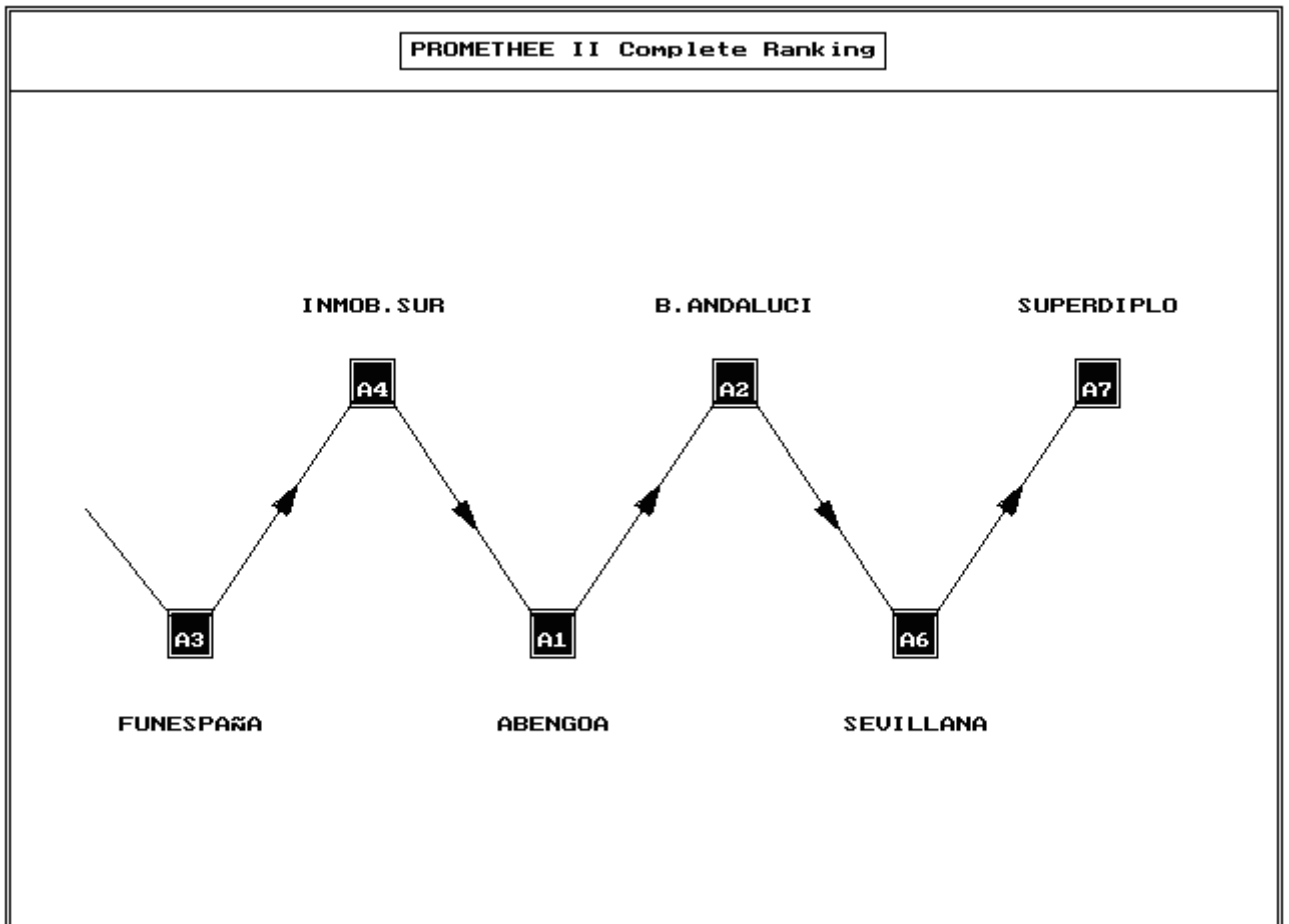 PROMETHEE II Complete Ranking
INMOB.SUR
B.ANDALUCI
SUPERDIPLO
A4
A2
A7
A3
A1
A6
FUNESPAñA
ABENGOA
SEVILLANA